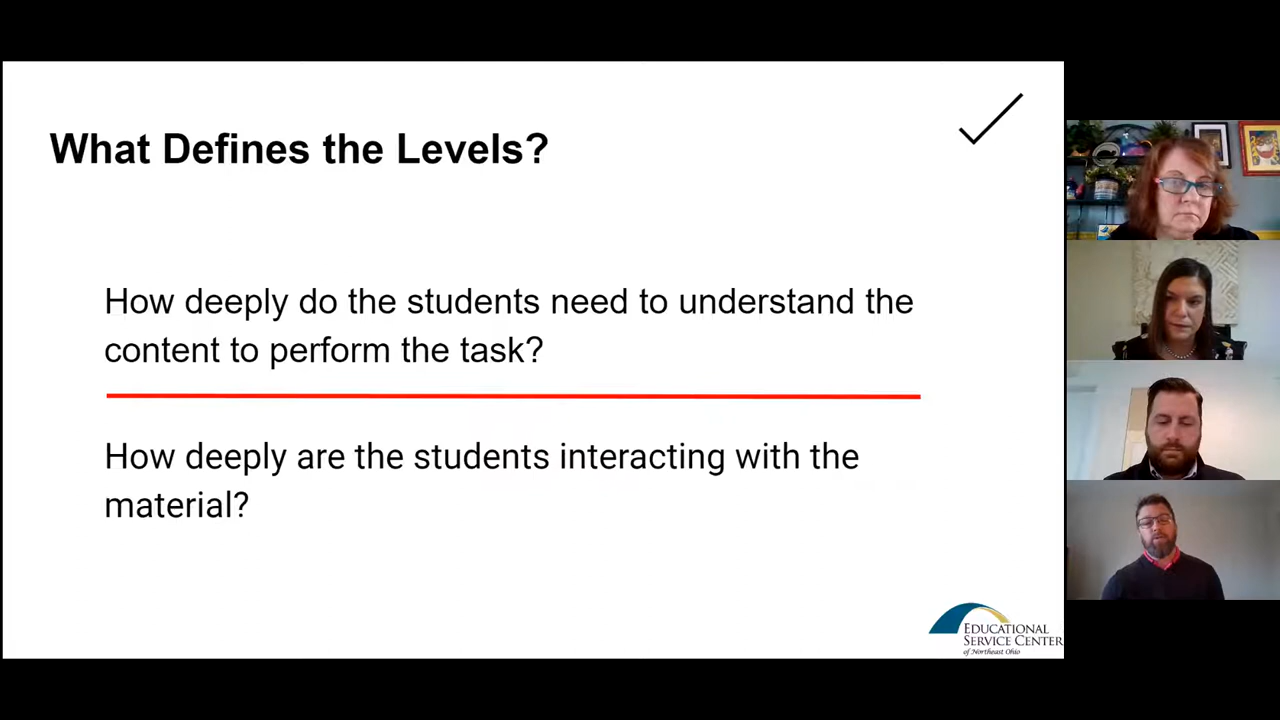 What Defines the Levels?
How deeply do the students need to understand the
content to perform the task?
How deeply are the students interacting with the
material?
EDUCATIONAL
SERVICE CENTER
of Northeast Ohio